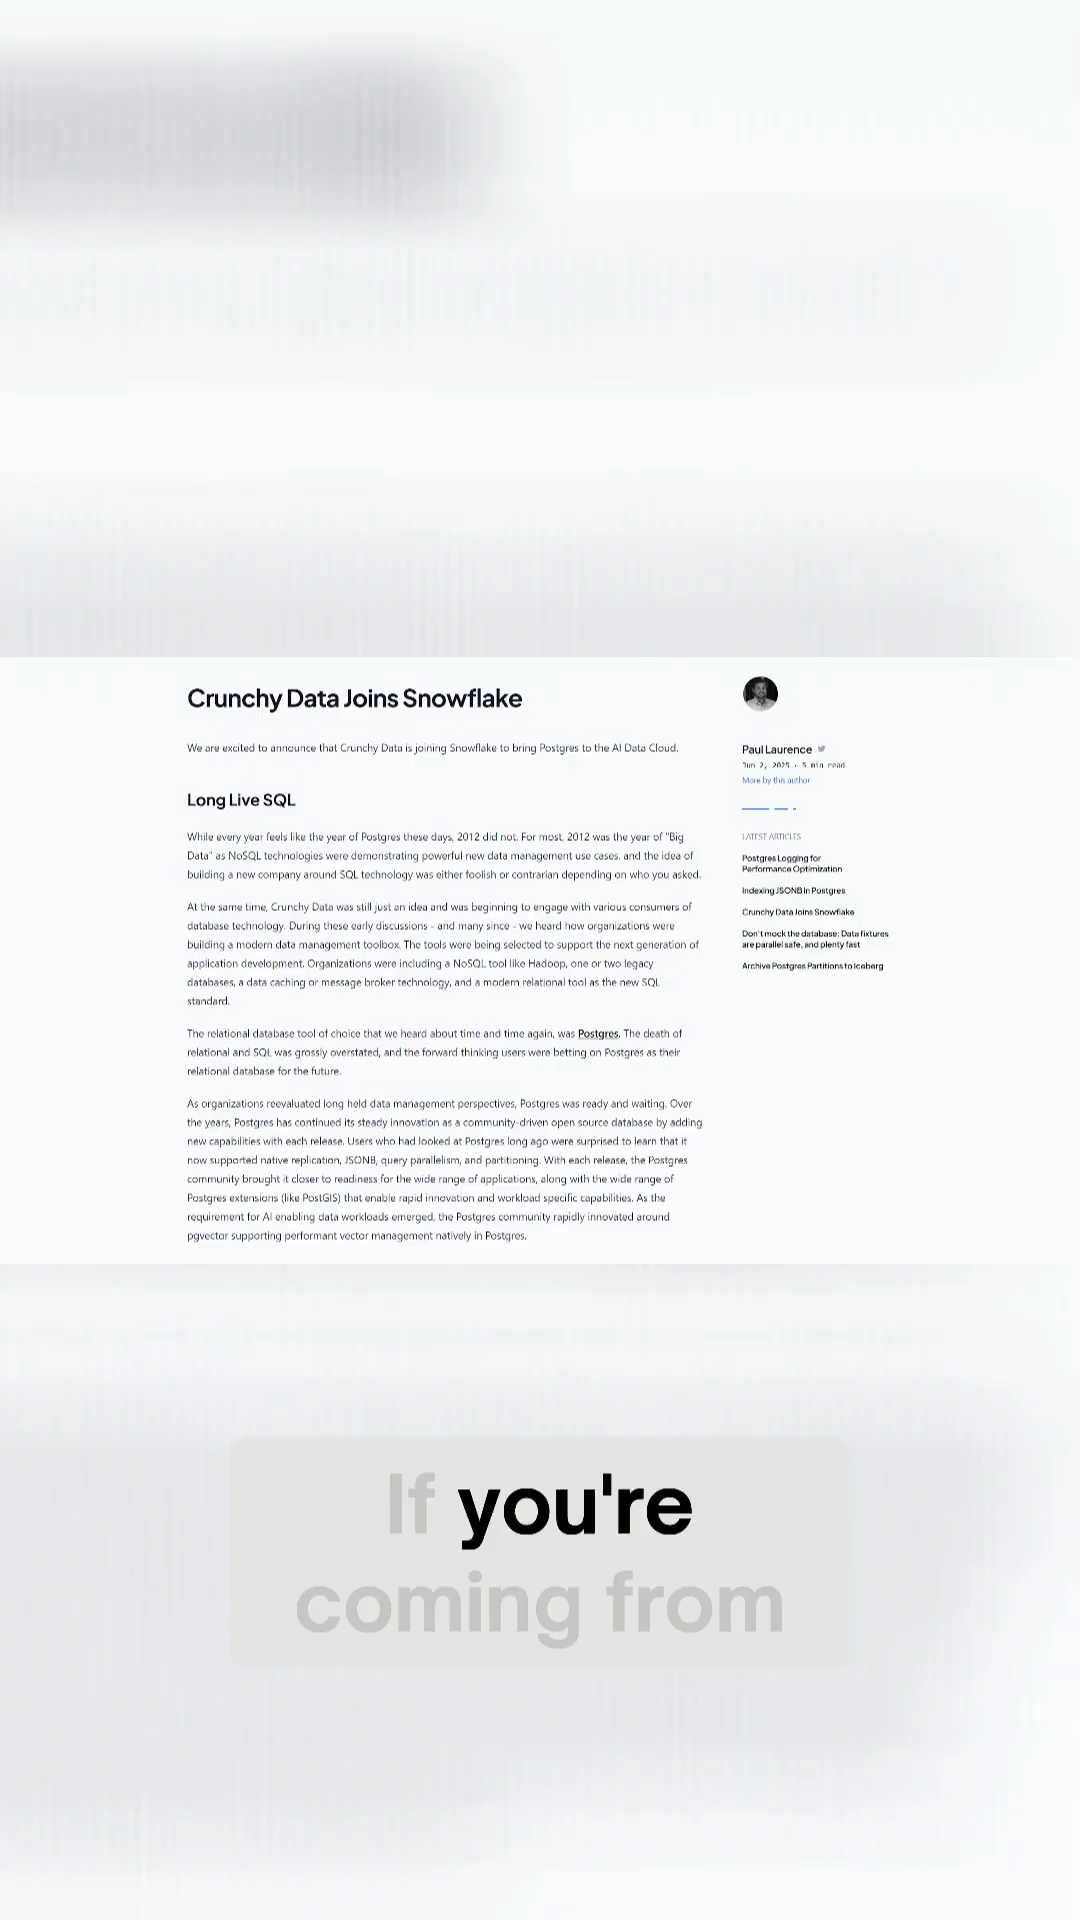 Crunchy Data Joins Snowflake
We are excited to announce that Crunchy Data is joining Snowflake to bring Postgres to the AI Data Cloud.
Long Live SQL
While every year feels like the year of Postgres these days, 2012 did not. For most, 2012 was the year of "Big
Data" as NoSQL technologies were demonstrating powerful new data management use cases, and the idea of
building a new company around SQL technology was either foolish or contrarian depending on who you asked.
At the same time, Crunchy Data was still just an idea and was beginning to engage with various consumers of
database technology. During these early discussions - and many since - we heard how organizations were
building a modern data management toolbox. The tools were being selected to support the next generation of
application development. Organizations were including a NoSQL tool like Hadoop, one or two legacy
databases, a data caching or message broker technology, and a modern relational tool as the new SQL
standard.
The relational database tool of choice that we heard about time and time again, was Postgres. The death of
relational and SQL was grossly overstated, and the forward thinking users were betting on Postgres as their
relational database for the future.
As organizations reevaluated long held data management perspectives, Postgres was ready and waiting. Over
the years, Postgres has continued its steady innovation as a community-driven open source database by adding
new capabilities with each release. Users who had looked at Postgres long ago were surprised to learn that it
now supported native replication, JSONB, query parallelism, and partitioning. With each release, the Postgres
community brought it closer to readiness for the wide range of applications, along with the wide range of
Postgres extensions (like PostGIS) that enable rapid innovation and workload specific capabilities. As the
requirement for AI enabling data workloads emerged, the Postgres community rapidly innovated around
pgvector supporting performant vector management natively in Postgres.
Paul Laurence
Jun 2, 2025 · 5 min read
More by this author
LATEST ARTICLES
Postgres Logging for
Performance Optimization
Indexing JSONB in Postgres
Crunchy Data Joins Snowflake
Don't mock the database: Data fixtures
are parallel safe, and plenty fast
Archive Postgres Partitions to Iceberg
If you're
coming from